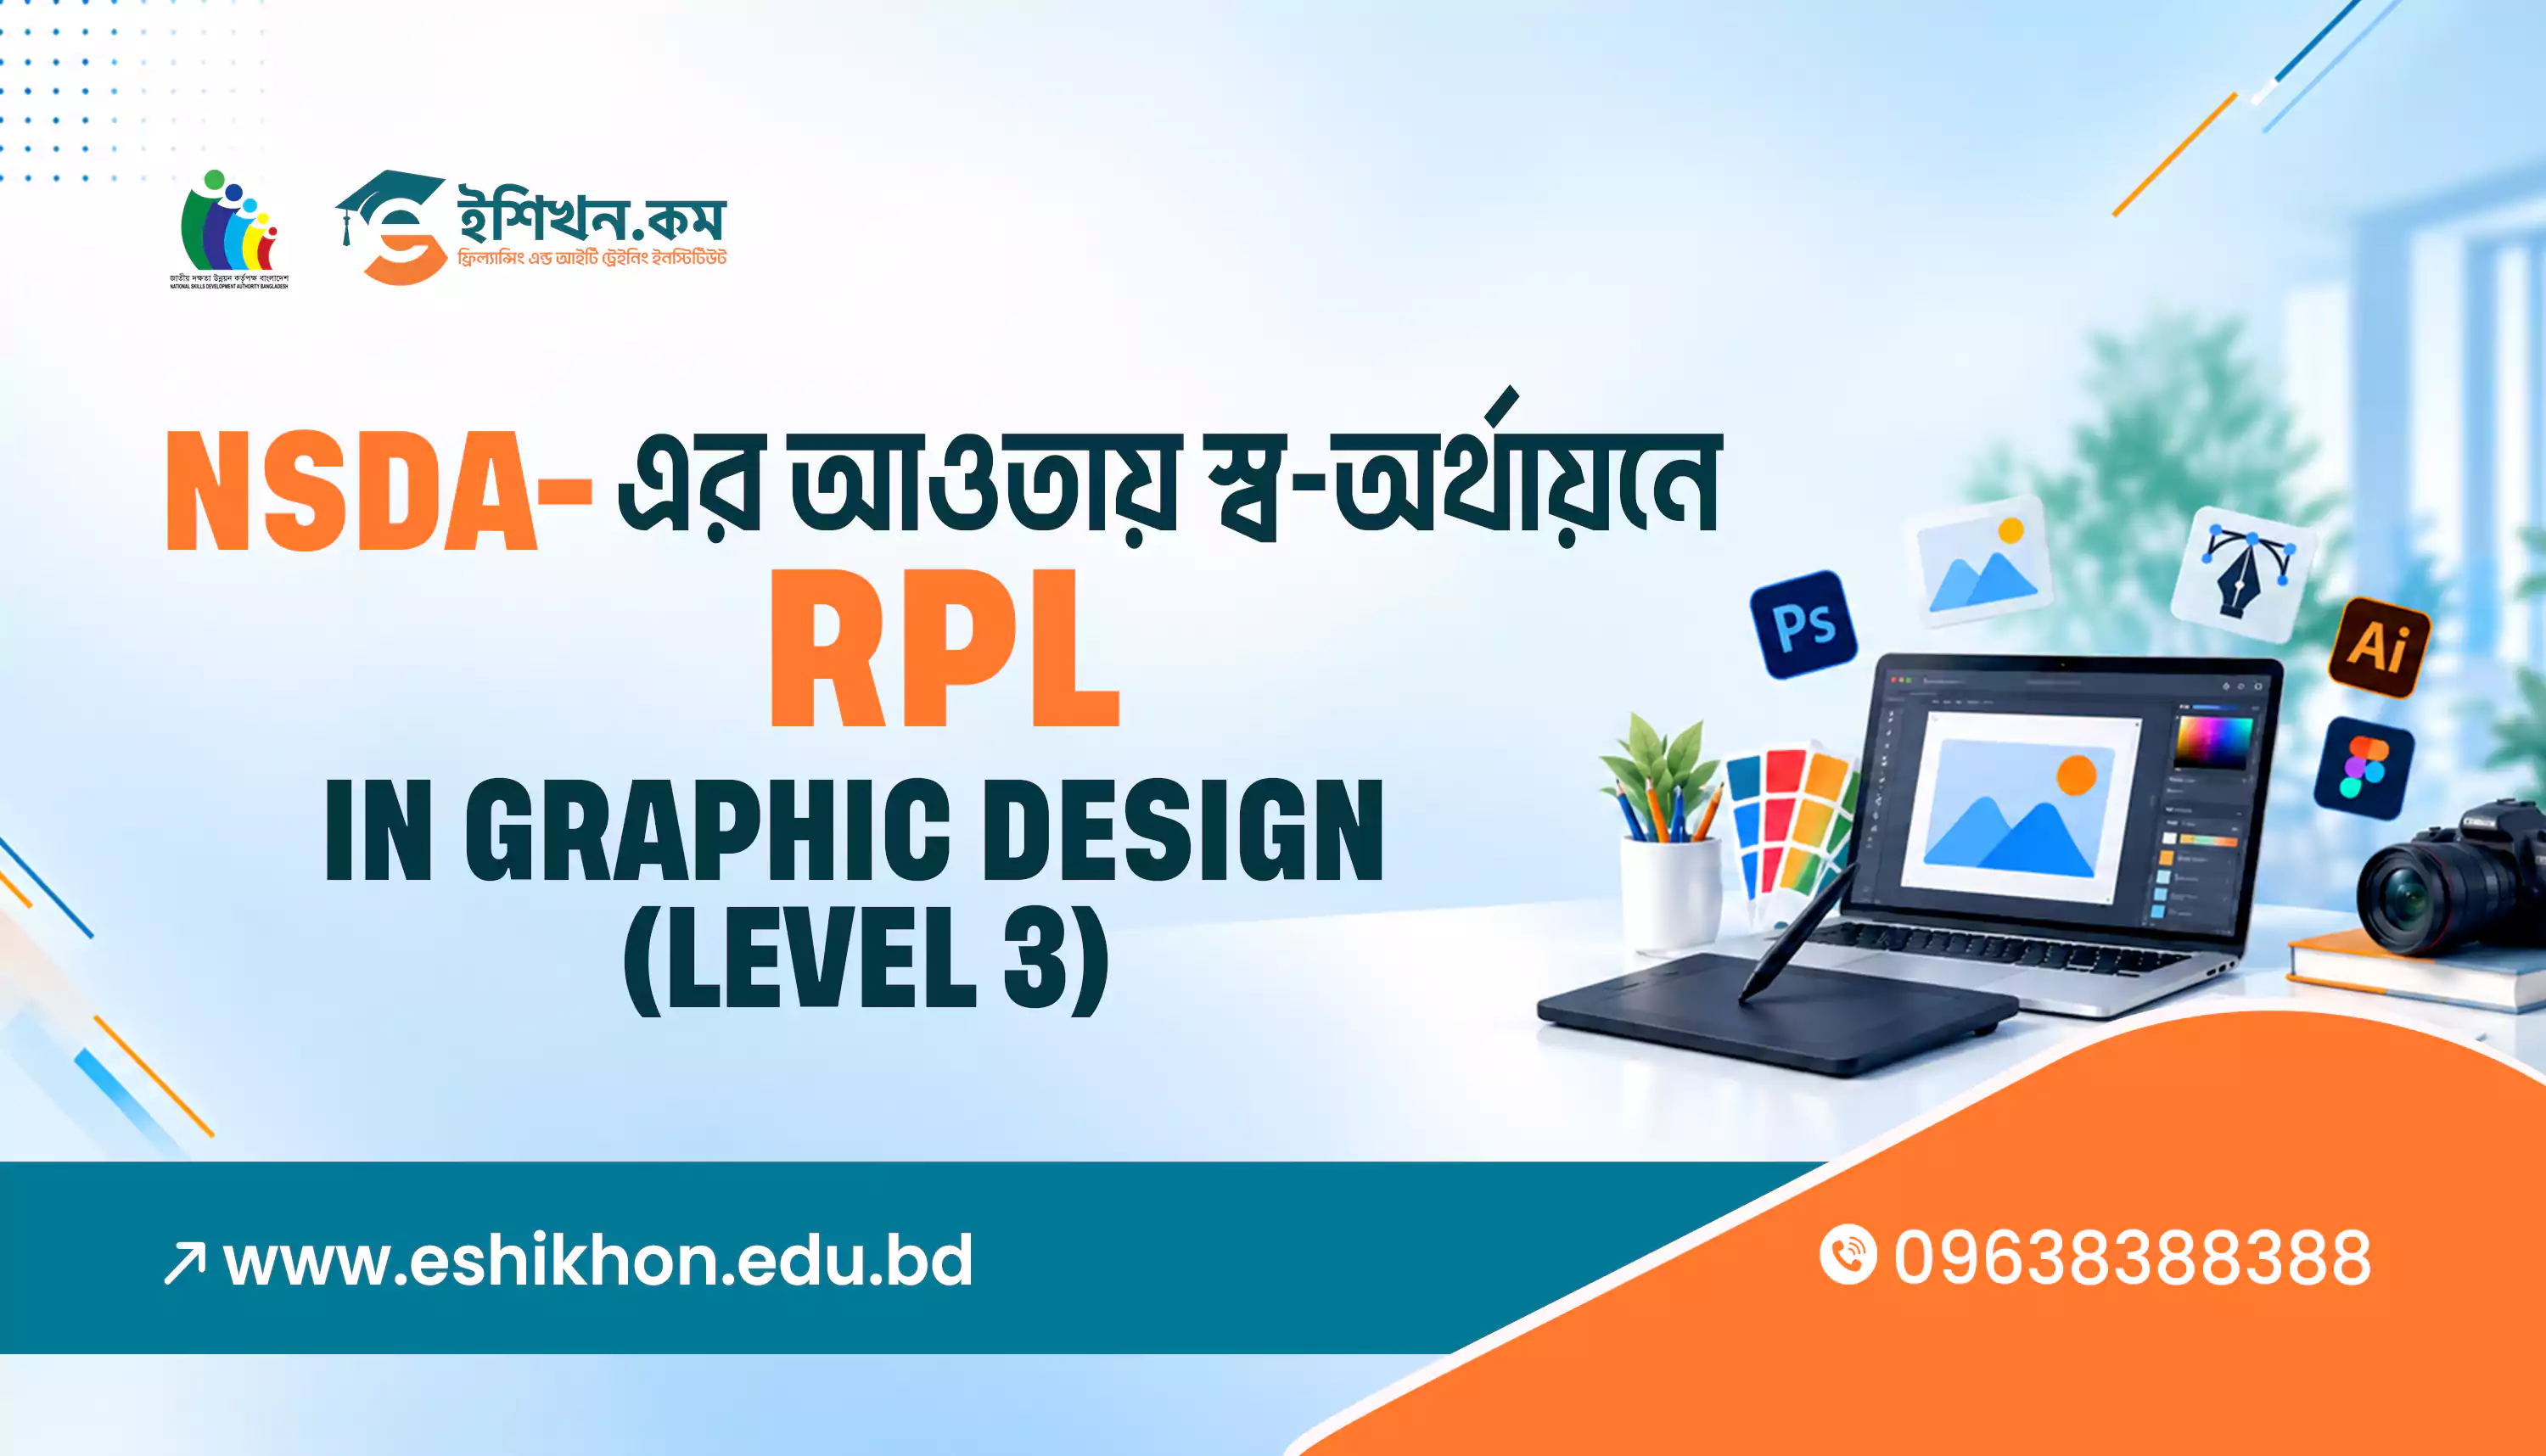 জাতীয় দক্ষতা উন্নয়ন কর্তৃপক্ষ বাংলাদেশ
NATIONAL SKILLS DEVELOPMENT AUTHORITY BANGLADESH
ইশিখন.কম
ফ্রিল্যান্সিং এন্ড আইটি ট্রেইনিং ইনস্টিটিউট
NSDA- এর আওতায় স্ব-অর্থায়নে
RPL
IN GRAPHIC DESIGN
(LEVEL 3)
Ps
Ai
www.eshikhon.edu.bd
09638388388